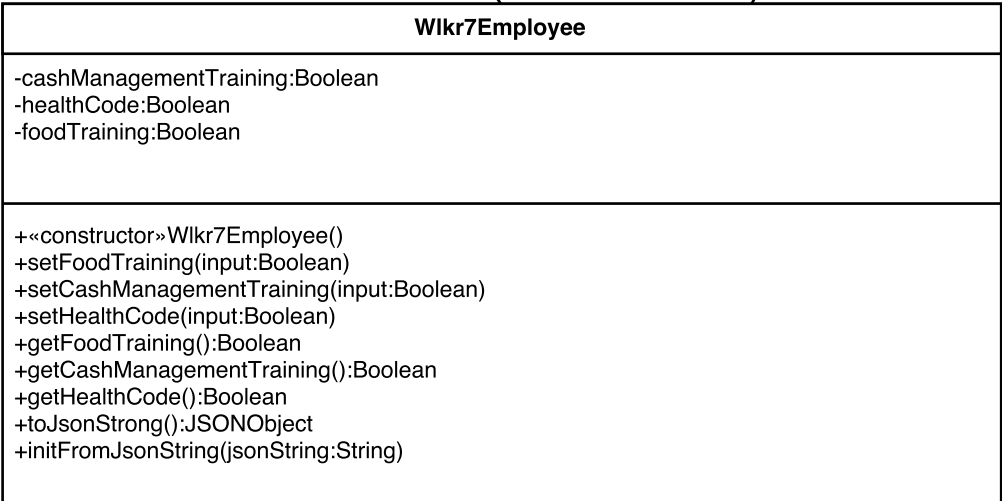 Wlkr7Employee
-cashManagementTraining:Boolean
-healthCode:Boolean
-foodTraining:Boolean
+«constructor»Wlkr7Employee()
+setFoodTraining(input:Boolean)
+setCashManagementTraining(input:Boolean)
+setHealthCode(input:Boolean)
+getFoodTraining():Boolean
+getCashManagementTraining():Boolean
+getHealthCode():Boolean
+toJsonStrong():JSONObject
+initFromJsonString(jsonString:String)